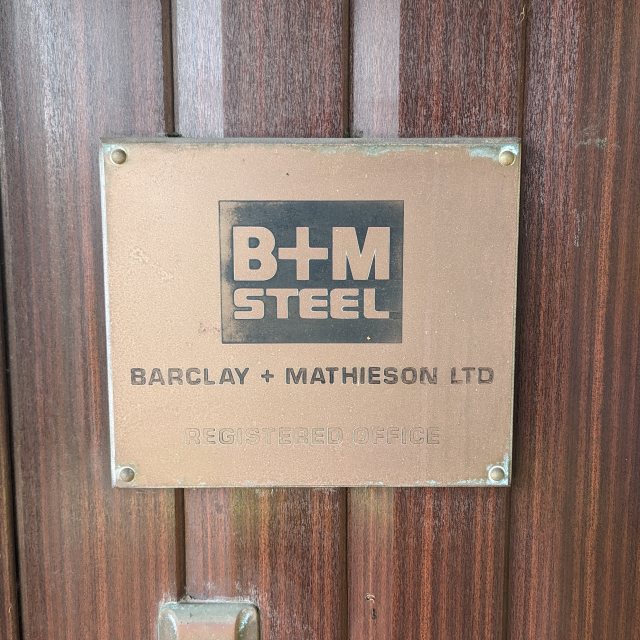 B+M
STEEL
BARCLAY + MATHIESON LTD
REGISTERED OFFICE